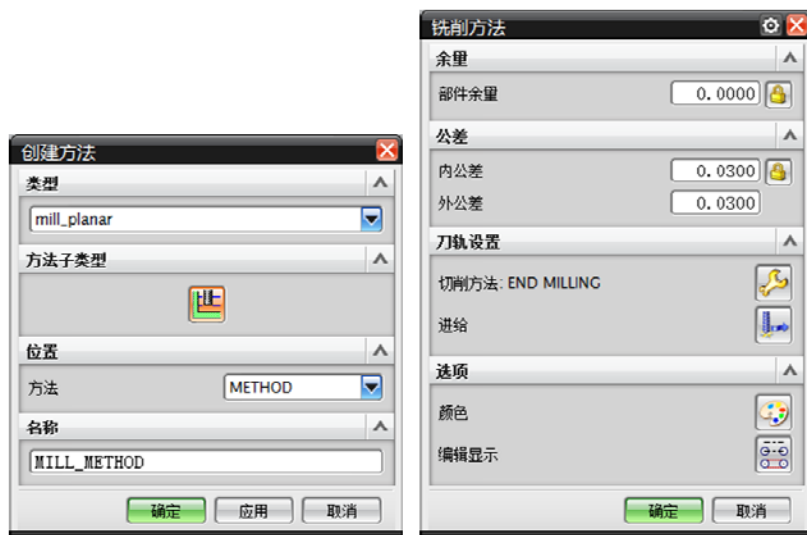 创建方法
类型
mill_planar
方法子类型
位置
方法 METHOD
名称
MILL_METHOD
确定 应用 取消
铣削方法
余量
部件余量 0.0000
公差
内公差 0.0300
外公差 0.0300
刀轨设置
切削方法: END MILLING
进给
选项
颜色
编辑显示
确定 取消